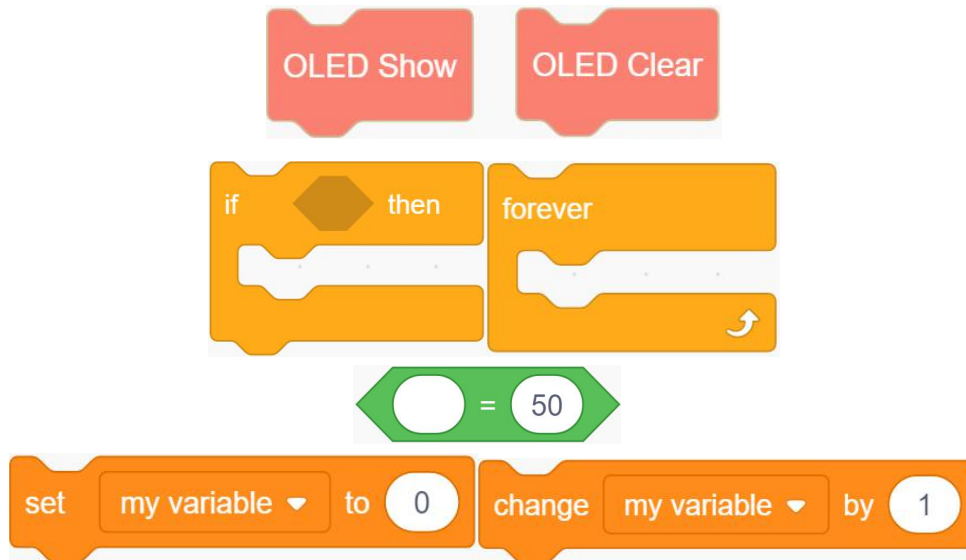 OLED Show OLED Clear
if then forever
= 50
set my variable to 0 change my variable by 1